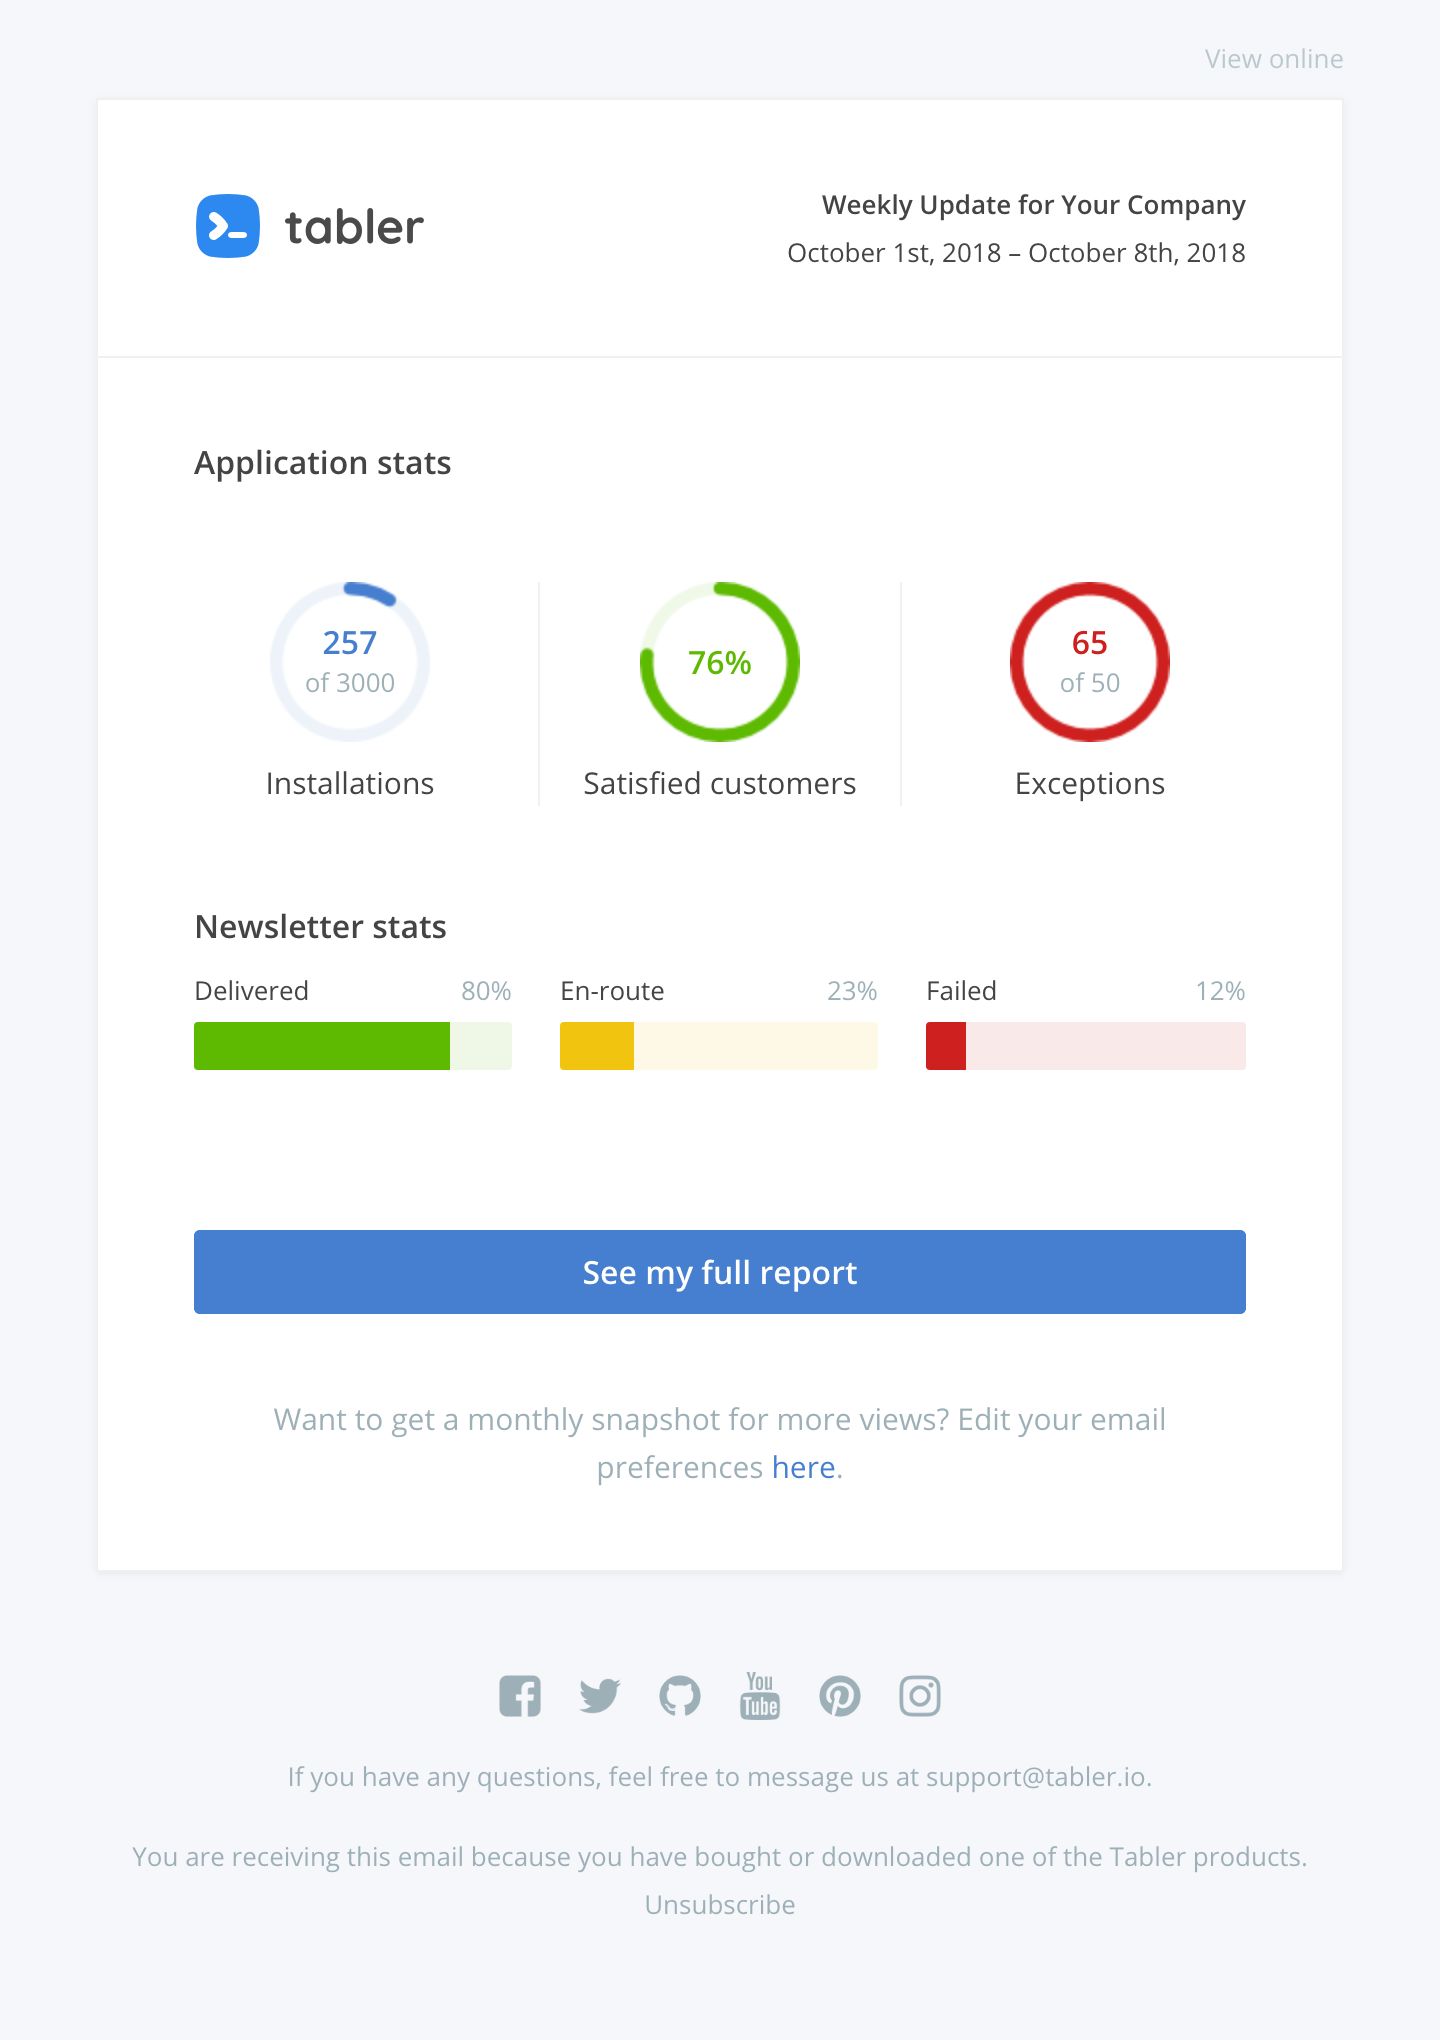 View online
tabler
Weekly Update for Your Company
October 1st, 2018 – October 8th, 2018
Application stats
257
of 3000
Installations
76%
Satisfied customers
65
of 50
Exceptions
Newsletter stats
Delivered 80%
En-route 23%
Failed 12%
See my full report
Want to get a monthly snapshot for more views? Edit your email
preferences here.
You
Tube
If you have any questions, feel free to message us at support@tabler.io.
You are receiving this email because you have bought or downloaded one of the Tabler products.
Unsubscribe